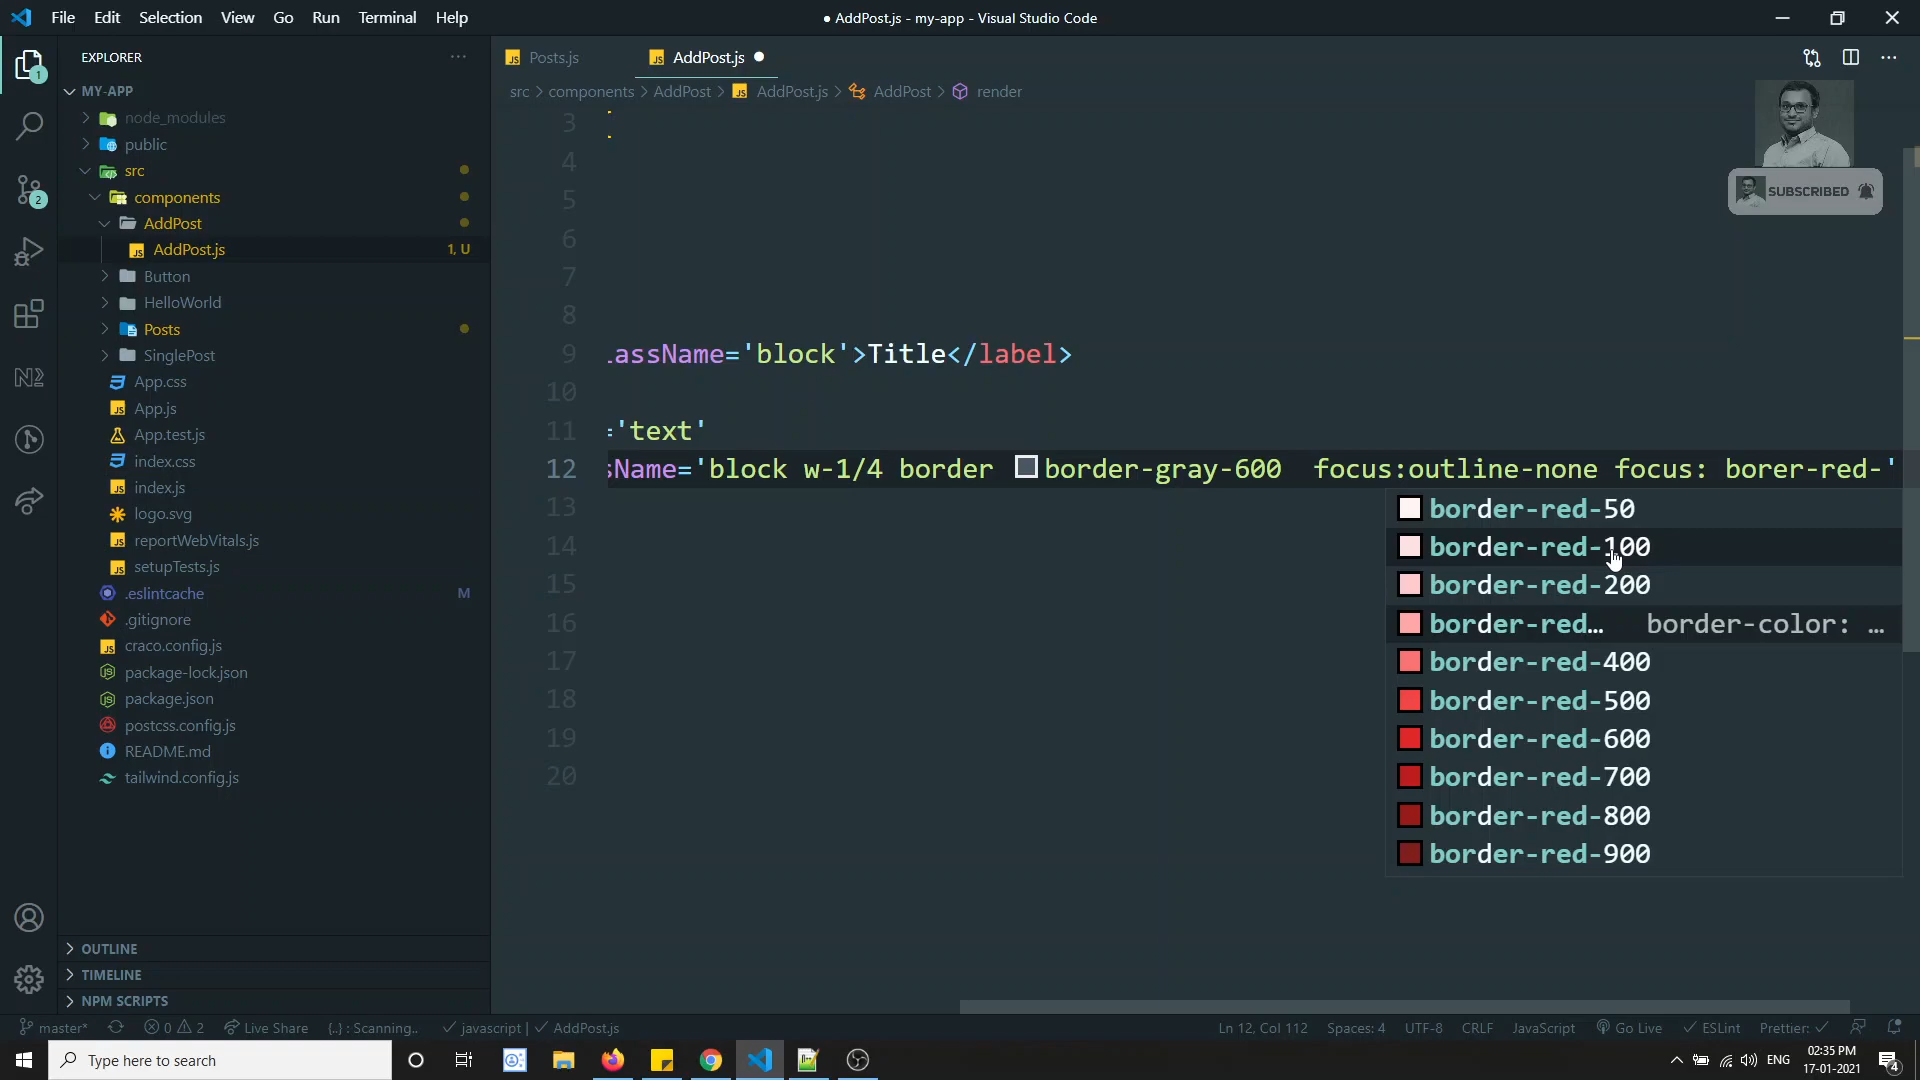 File Edit Selection View Go Run Terminal Help
● AddPost.js - my-app - Visual Studio Code
EXPLORER
MY-APP
node_modules
public
src
components
AddPost
AddPost.js 1, U
Button
HelloWorld
Posts
SinglePost
App.css
App.js
App.test.js
index.css
index.js
logo.svg
reportWebVitals.js
setupTests.js
.eslintcache M
.gitignore
craco.config.js
package-lock.json
package.json
postcss.config.js
README.md
tailwind.config.js
OUTLINE
TIMELINE
NPM SCRIPTS
1
2
Posts.js AddPost.js
src > components > AddPost > AddPost.js > AddPost > render
SUBSCRIBED
3
4
5
6
7
8
9 lassName='block'>Title</label>
10
11 ='text'
12 sName='block w-1/4 border border-gray-600  focus:outline-none focus: borer-red-'
13
14
15
16
17
18
19
20
border-red-50
border-red-100
border-red-200
border-red… border-color: …
border-red-400
border-red-500
border-red-600
border-red-700
border-red-800
border-red-900
master* 0 2 Live Share {..} : Scanning.. javascript | AddPost.js
Ln 12, Col 112 Spaces: 4 UTF-8 CRLF JavaScript Go Live ESLint Prettier:
Type here to search
ENG 02:35 PM
17-01-2021
4